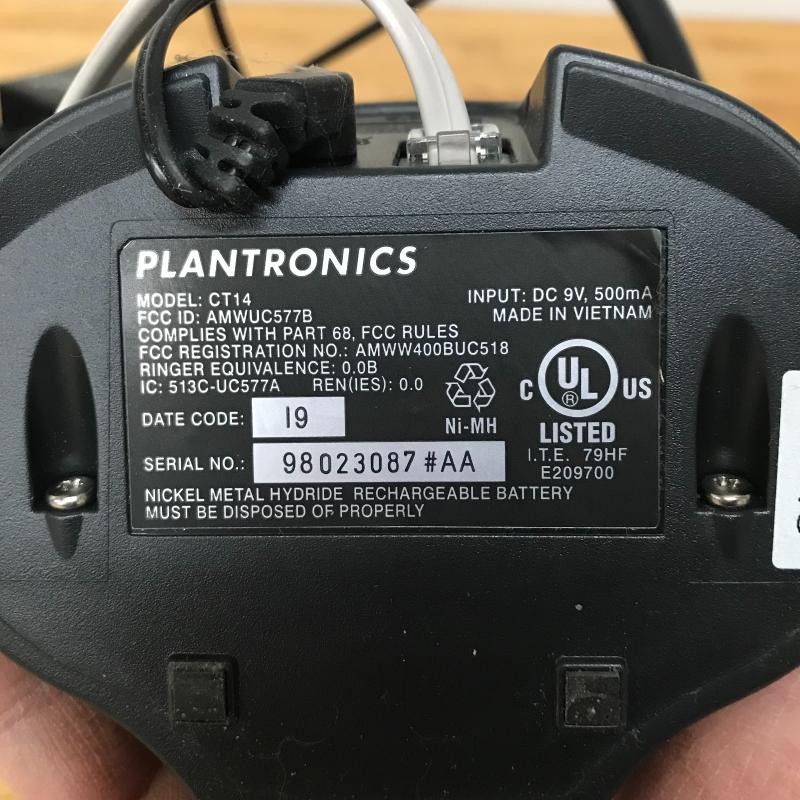 PLANTRONICS
MODEL: CT14
INPUT: DC 9V, 500mA
FCC ID: AMWUC577B
MADE IN VIETNAM
COMPLIES WITH PART 68, FCC RULES
FCC REGISTRATION NO.: AMWW400BUC518
RINGER EQUIVALENCE: 0.0B
IC: 513C-UC577A REN(IES): 0.0
Ni-MH
C UL ® US
LISTED
I.T.E. 79HF
E209700
DATE CODE: I9
SERIAL NO.: 98023087#AA
NICKEL METAL HYDRIDE RECHARGEABLE BATTERY
MUST BE DISPOSED OF PROPERLY